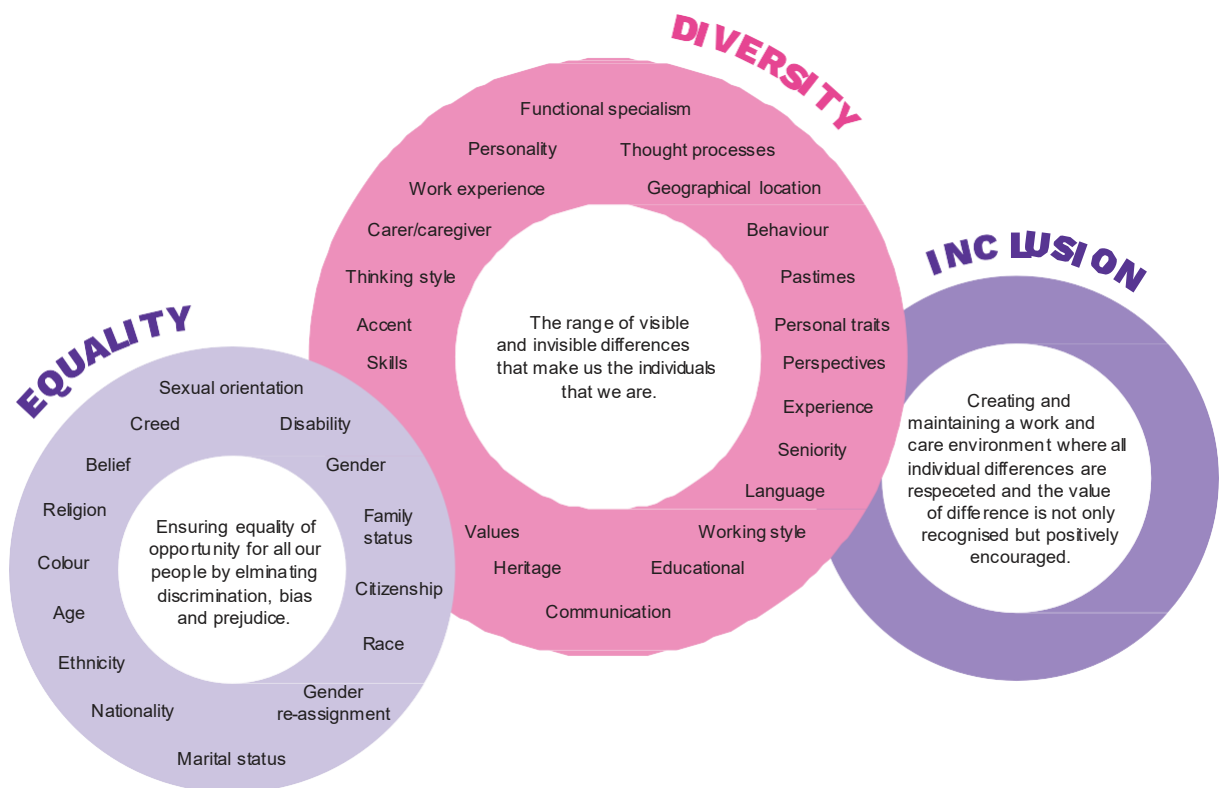 DIVERSITY
Functional specialism
Personality
Thought processes
Work experience
Geographical location
Carer/caregiver
Behaviour
Thinking style
Pastimes
Accent
Personal traits
Skills
Perspectives
Experience
Seniority
Language
Values
Working style
Heritage
Educational
Communication
The range of visible
and invisible differences
that make us the individuals
that we are.
EQUALITY
Sexual orientation
Creed
Disability
Belief
Gender
Religion
Family
status
Colour
Citizenship
Age
Race
Ethnicity
Gender
re-assignment
Nationality
Marital status
Ensuring equality of
opportunity for all our
people by elminating
discrimination, bias
and prejudice.
INCLUSION
Creating and
maintaining a work and
care environment where all
individual differences are
respeceted and the value
of difference is not only
recognised but positively
encouraged.